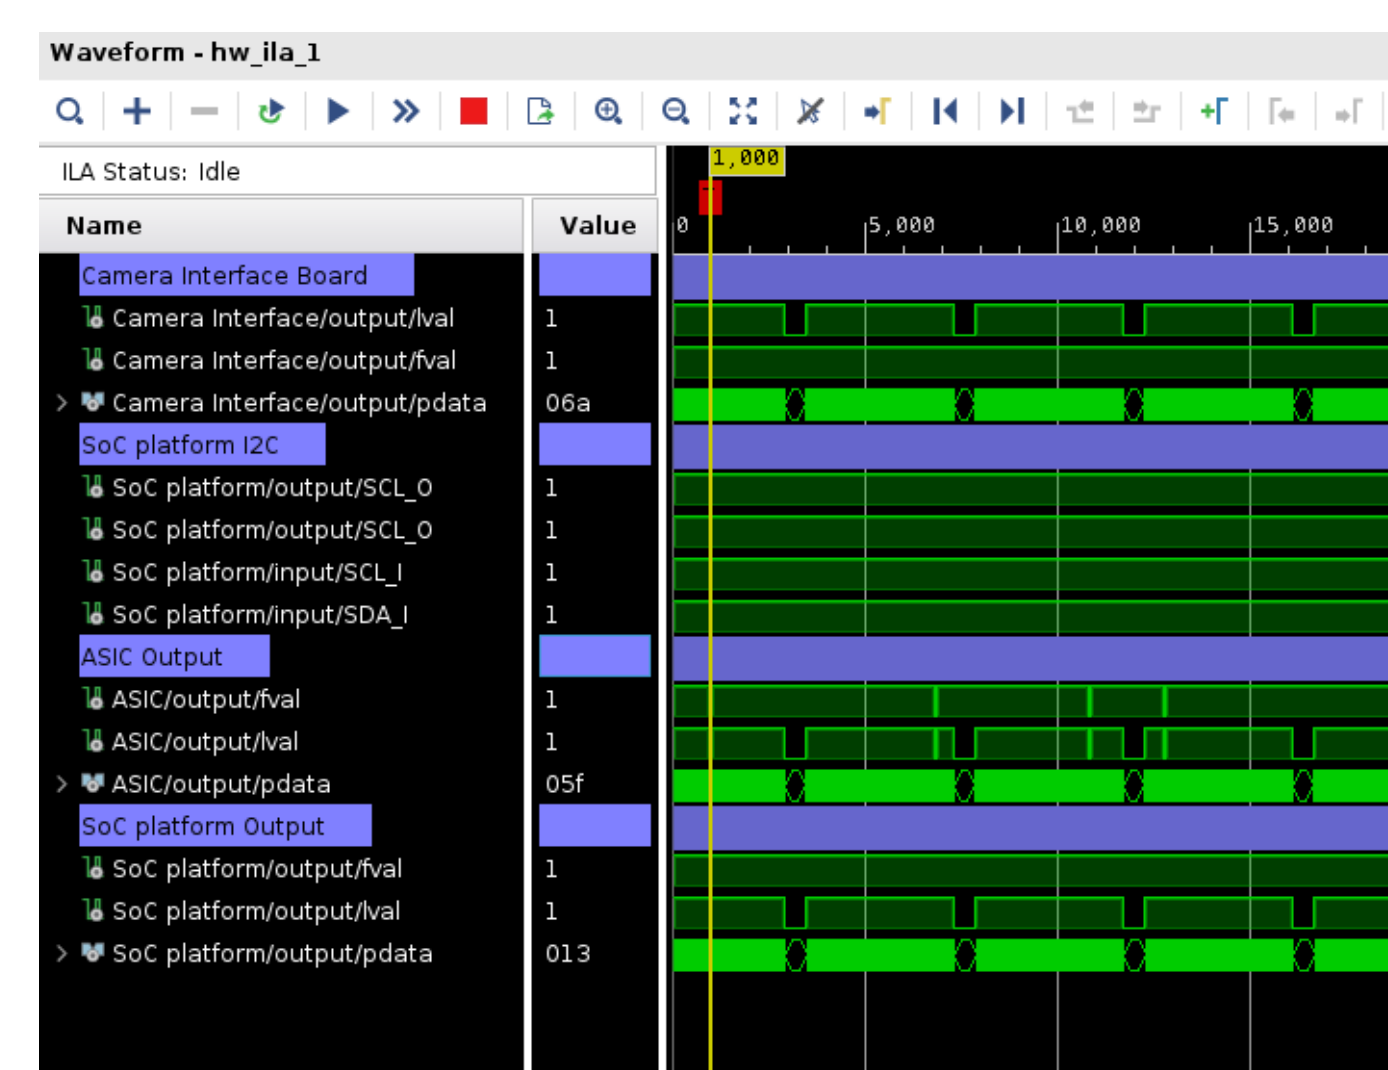 Waveform - hw_ila_1
ILA Status: Idle
1,000
T
Name Value 0 5,000 10,000 15,000
Camera Interface Board
Camera Interface/output/lval 1
Camera Interface/output/fval 1
Camera Interface/output/pdata 06a
SoC platform I2C
SoC platform/output/SCL_O 1
SoC platform/output/SCL_O 1
SoC platform/input/SCL_I 1
SoC platform/input/SDA_I 1
ASIC Output
ASIC/output/fval 1
ASIC/output/lval 1
ASIC/output/pdata 05f
SoC platform Output
SoC platform/output/fval 1
SoC platform/output/lval 1
SoC platform/output/pdata 013